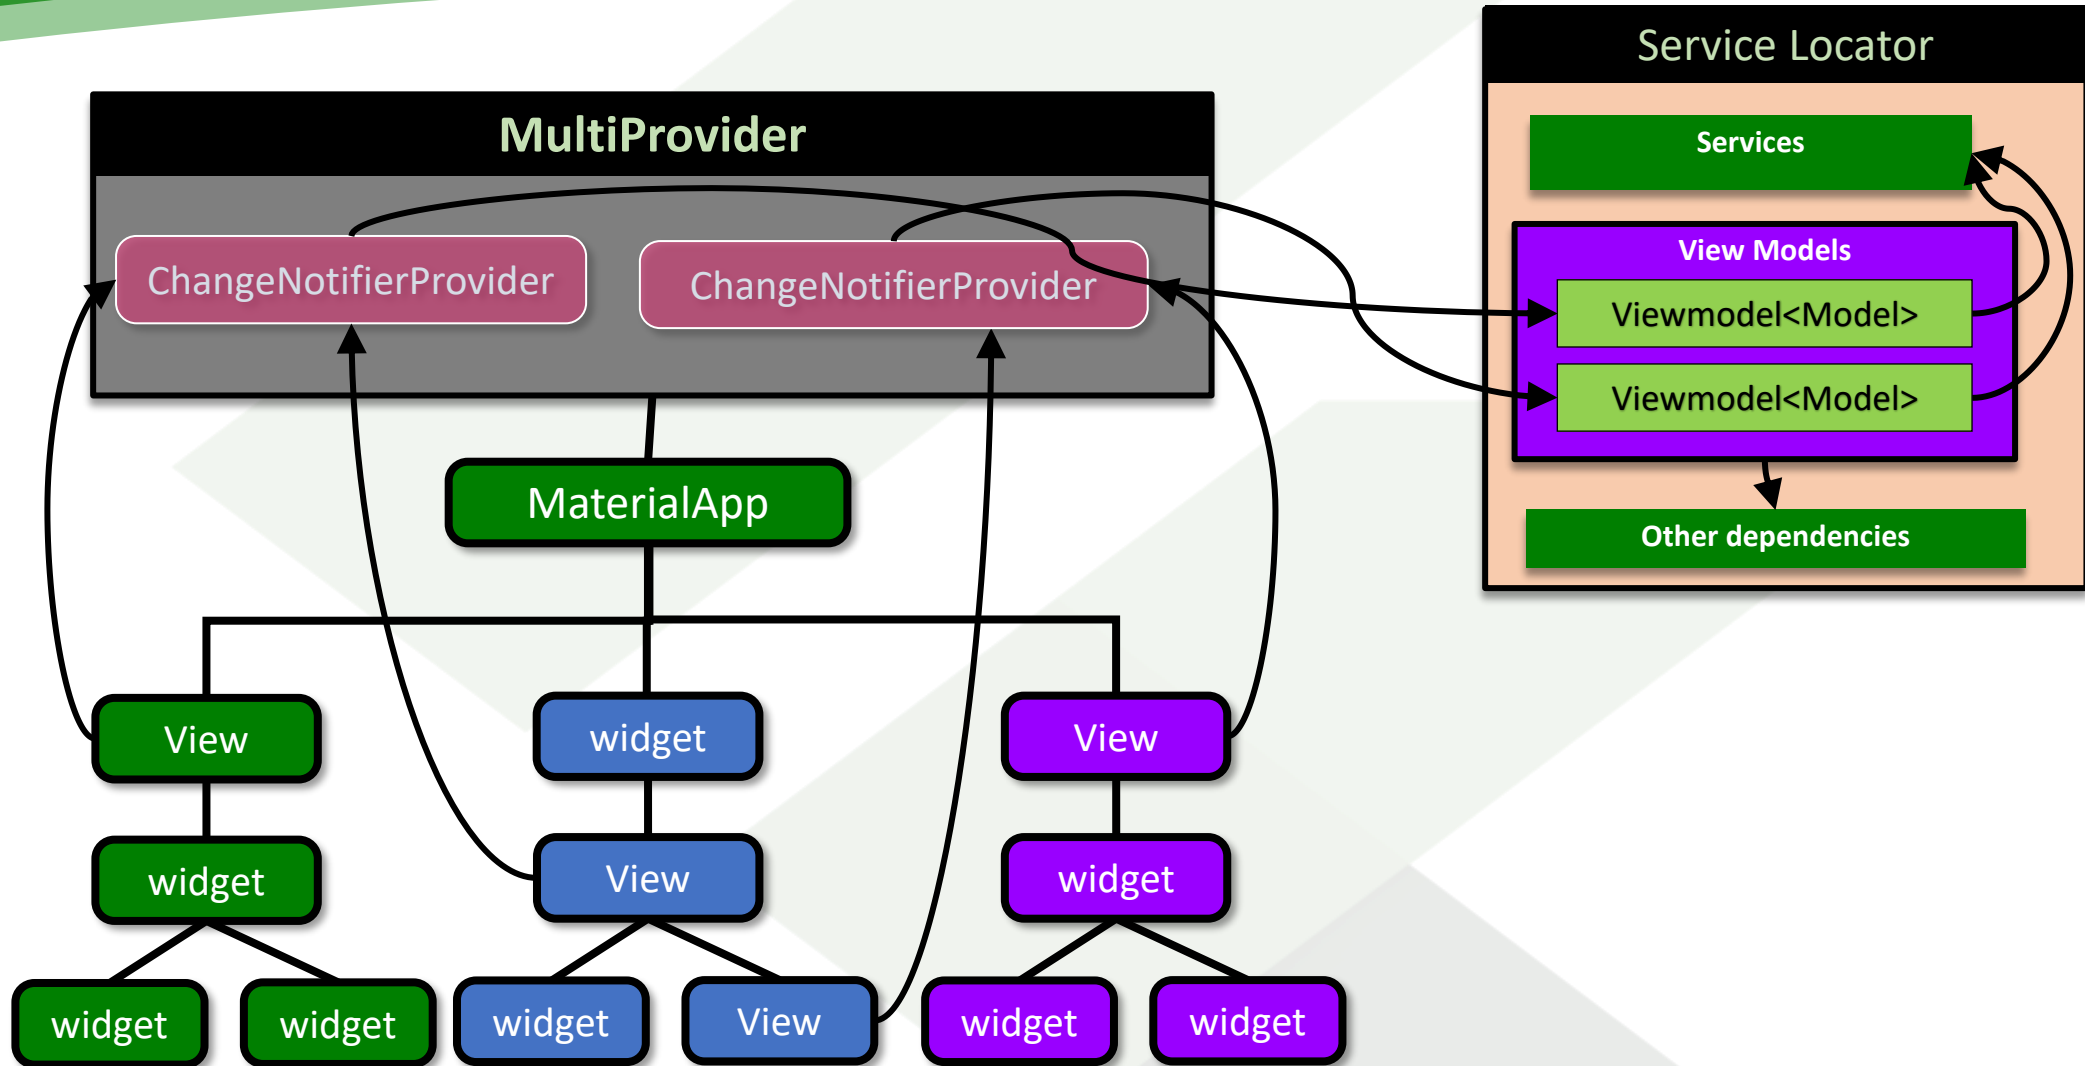 Service Locator
Services
View Models
Viewmodel<Model>
Viewmodel<Model>
Other dependencies
MultiProvider
ChangeNotifierProvider
ChangeNotifierProvider
MaterialApp
View
widget
View
widget
View
widget
widget
widget
widget
View
widget
widget